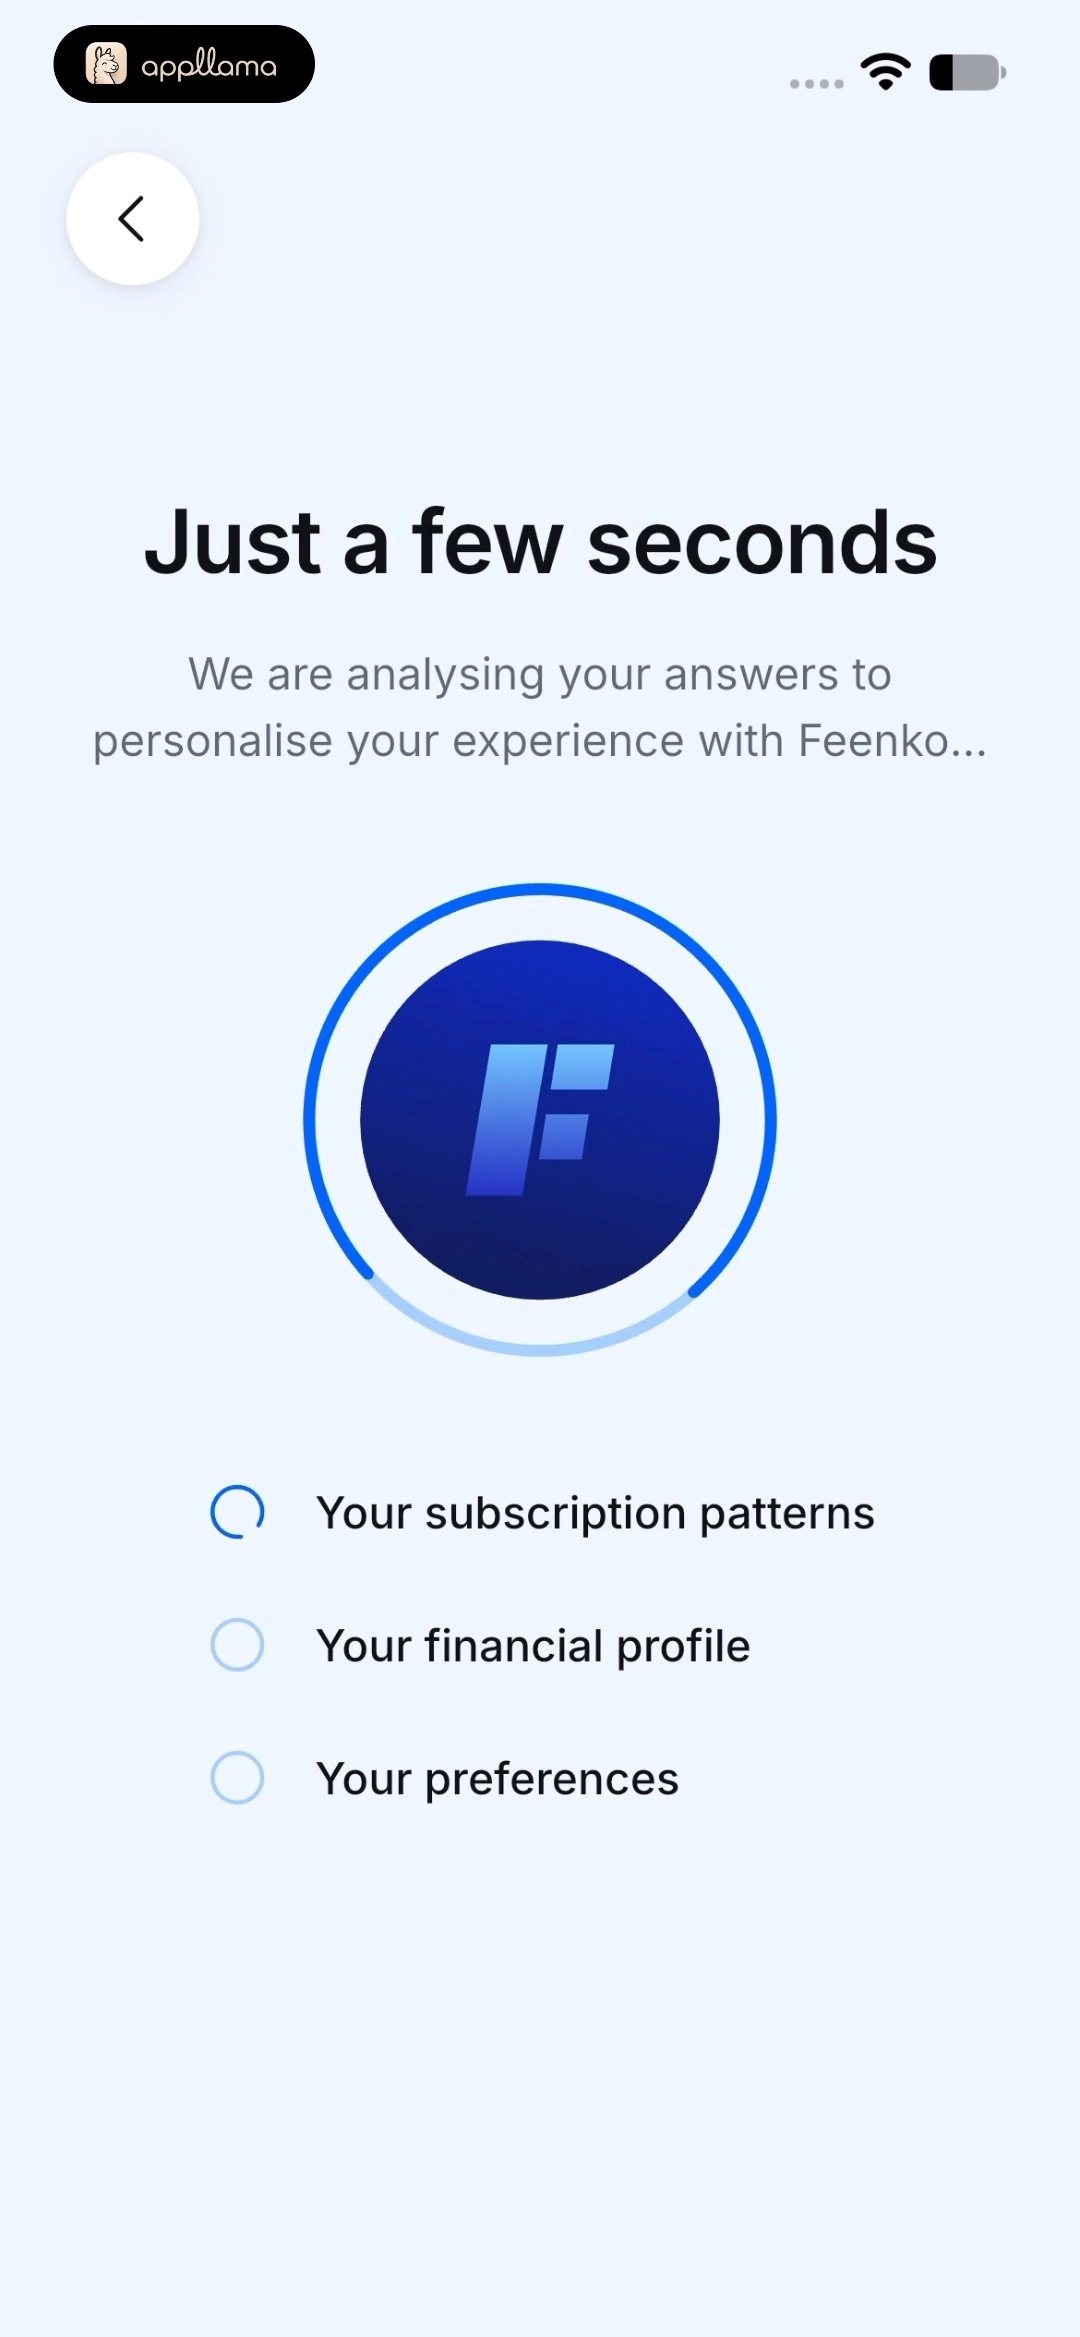 appllama
Just a few seconds
We are analysing your answers to
personalise your experience with Feenko...
Your subscription patterns
Your financial profile
Your preferences